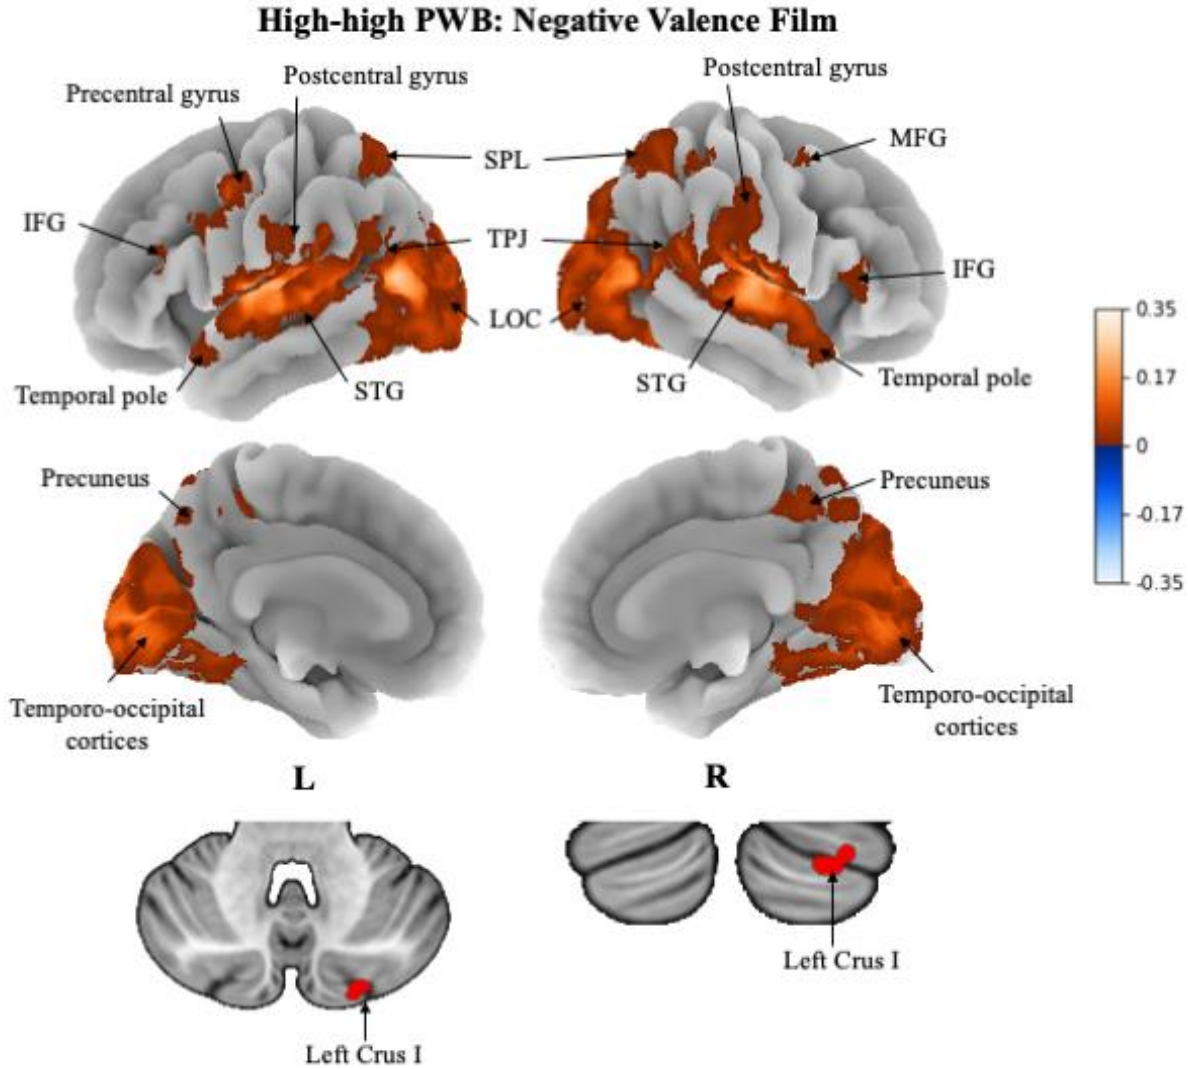 High-high PWB: Negative Valence Film
Postcentral gyrus
Postcentral gyrus
Precentral gyrus
MFG
SPL
IFG
TPJ
IFG
LOC
0.35
0.17
0
-0.17
-0.35
Temporal pole
STG
STG
Temporal pole
Precuneus
Precuneus
Temporo-occipital
cortices
Temporo-occipital
cortices
L
R
Left Crus I
Left Crus I